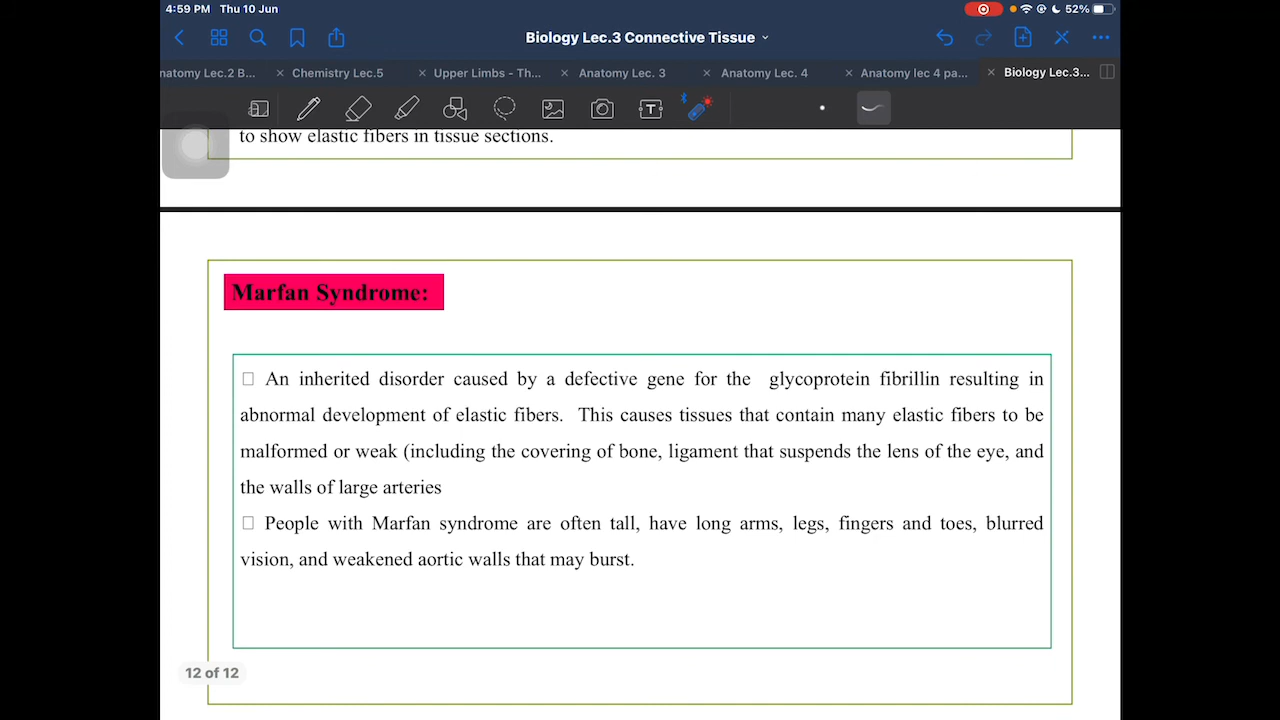 4:59 PM Thu 10 Jun 52%
Biology Lec.3 Connective Tissue
natomy Lec.2 B... Chemistry Lec.5 Upper Limbs - Th... Anatomy Lec. 3 Anatomy Lec. 4 Anatomy lec 4 pa... Biology Lec.3...
T
to show elastic fibers in tissue sections.
Marfan Syndrome:
An inherited disorder caused by a defective gene for the glycoprotein fibrillin resulting in
abnormal development of elastic fibers. This causes tissues that contain many elastic fibers to be
malformed or weak (including the covering of bone, ligament that suspends the lens of the eye, and
the walls of large arteries
People with Marfan syndrome are often tall, have long arms, legs, fingers and toes, blurred
vision, and weakened aortic walls that may burst.
12 of 12